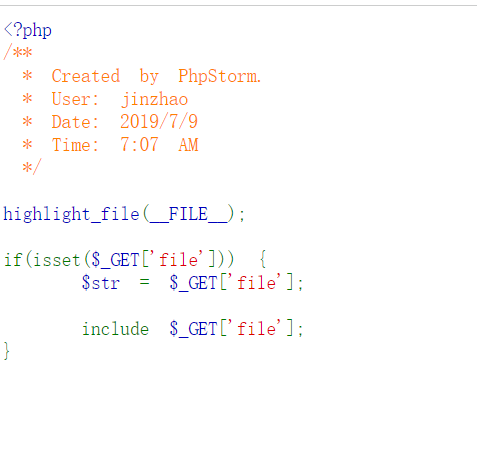 <?php
/**
 * Created by PhpStorm.
 * User: jinzhao
 * Date: 2019/7/9
 * Time: 7:07 AM
 */
highlight_file(__FILE__);
if(isset($_GET['file'])) {
        $str = $_GET['file'];
        include $_GET['file'];
}